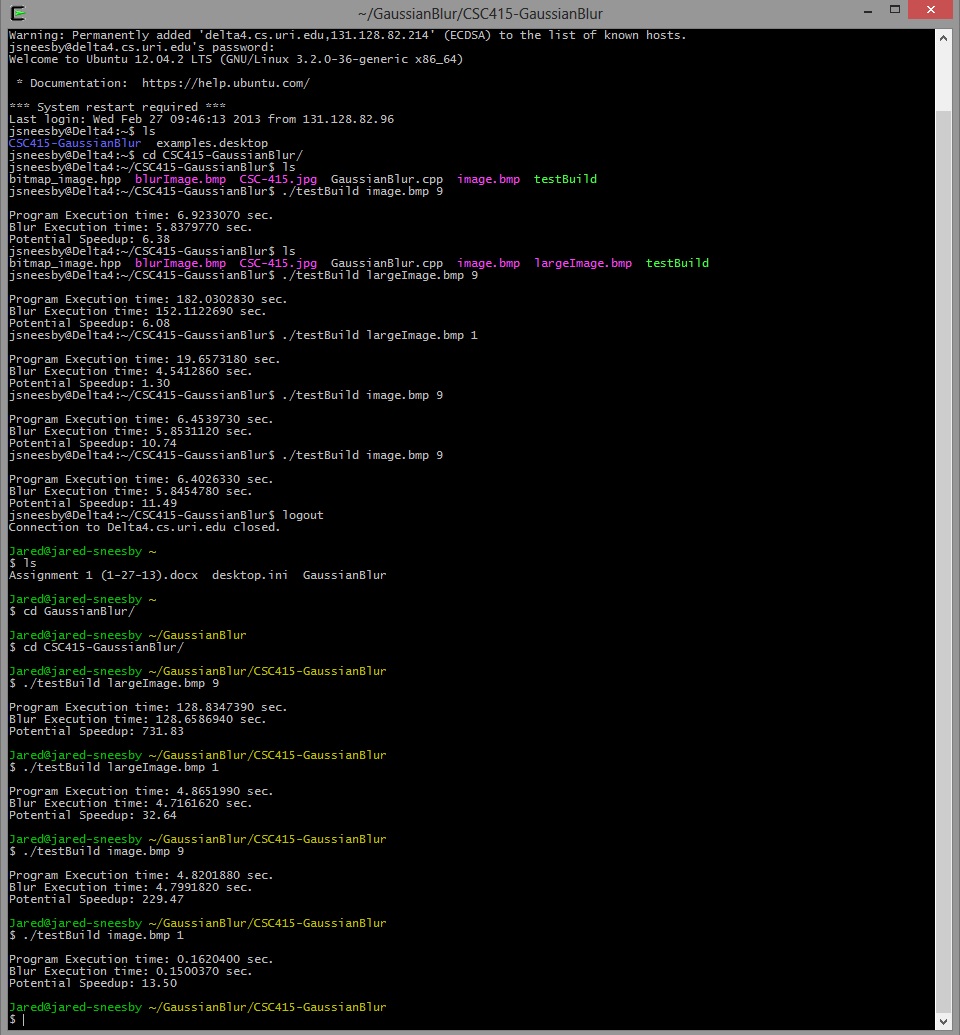 ~/GaussianBlur/CSC415-GaussianBlur
Warning: Permanently added 'delta4.cs.uri.edu,131.128.82.214' (ECDSA) to the list of known hosts.
jsneesby@delta4.cs.uri.edu's password:
Welcome to Ubuntu 12.04.2 LTS (GNU/Linux 3.2.0-36-generic x86_64)
* Documentation:  https://help.ubuntu.com/
*** System restart required ***
Last login: Wed Feb 27 09:46:13 2013 from 131.128.82.96
jsneesby@Delta4:~$ ls
CSC415-GaussianBlur  examples.desktop
jsneesby@Delta4:~$ cd CSC415-GaussianBlur/
jsneesby@Delta4:~/CSC415-GaussianBlur$ ls
bitmap_image.hpp  blurImage.bmp  CSC-415.jpg  GaussianBlur.cpp  image.bmp  testBuild
jsneesby@Delta4:~/CSC415-GaussianBlur$ ./testBuild image.bmp 9
Program Execution time: 6.9233070 sec.
Blur Execution time: 5.8379770 sec.
Potential Speedup: 6.38
jsneesby@Delta4:~/CSC415-GaussianBlur$ ls
bitmap_image.hpp  blurImage.bmp  CSC-415.jpg  GaussianBlur.cpp  image.bmp  largeImage.bmp  testBuild
jsneesby@Delta4:~/CSC415-GaussianBlur$ ./testBuild largeImage.bmp 9
Program Execution time: 182.0302830 sec.
Blur Execution time: 152.1122690 sec.
Potential Speedup: 6.08
jsneesby@Delta4:~/CSC415-GaussianBlur$ ./testBuild largeImage.bmp 1
Program Execution time: 19.6573180 sec.
Blur Execution time: 4.5412860 sec.
Potential Speedup: 1.30
jsneesby@Delta4:~/CSC415-GaussianBlur$ ./testBuild image.bmp 9
Program Execution time: 6.4539730 sec.
Blur Execution time: 5.8531120 sec.
Potential Speedup: 10.74
jsneesby@Delta4:~/CSC415-GaussianBlur$ ./testBuild image.bmp 9
Program Execution time: 6.4026330 sec.
Blur Execution time: 5.8454780 sec.
Potential Speedup: 11.49
jsneesby@Delta4:~/CSC415-GaussianBlur$ logout
Connection to Delta4.cs.uri.edu closed.
Jared@jared-sneesby ~
$ ls
Assignment 1 (1-27-13).docx  desktop.ini  GaussianBlur
Jared@jared-sneesby ~
$ cd GaussianBlur/
Jared@jared-sneesby ~/GaussianBlur
$ cd CSC415-GaussianBlur/
Jared@jared-sneesby ~/GaussianBlur/CSC415-GaussianBlur
$ ./testBuild largeImage.bmp 9
Program Execution time: 128.8347390 sec.
Blur Execution time: 128.6586940 sec.
Potential Speedup: 731.83
Jared@jared-sneesby ~/GaussianBlur/CSC415-GaussianBlur
$ ./testBuild largeImage.bmp 1
Program Execution time: 4.8651990 sec.
Blur Execution time: 4.7161620 sec.
Potential Speedup: 32.64
Jared@jared-sneesby ~/GaussianBlur/CSC415-GaussianBlur
$ ./testBuild image.bmp 9
Program Execution time: 4.8201880 sec.
Blur Execution time: 4.7991820 sec.
Potential Speedup: 229.47
Jared@jared-sneesby ~/GaussianBlur/CSC415-GaussianBlur
$ ./testBuild image.bmp 1
Program Execution time: 0.1620400 sec.
Blur Execution time: 0.1500370 sec.
Potential Speedup: 13.50
Jared@jared-sneesby ~/GaussianBlur/CSC415-GaussianBlur
$